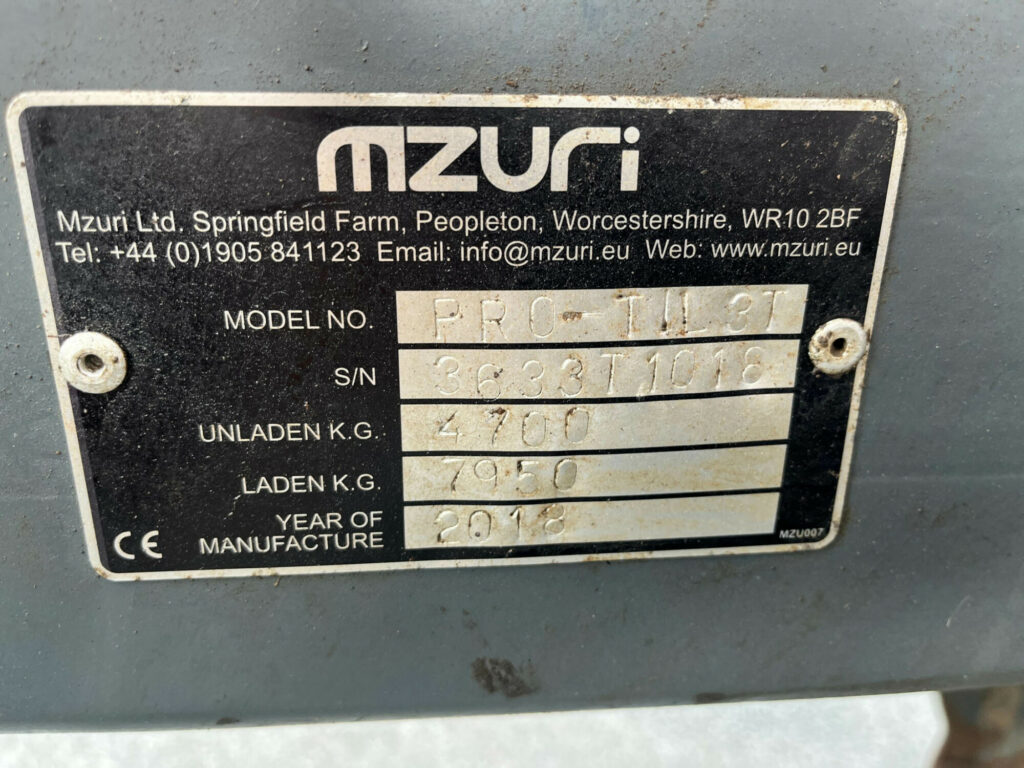 mzuri
Mzuri Ltd. Springfield Farm, Peopleton, Worcestershire, WR10 2BF
Tel: +44 (0)1905 841123 Email: info@mzuri.eu Web: www.mzuri.eu
MODEL NO. PRO-TIL3T
S/N 3633T1018
UNLADEN K.G. 4700
LADEN K.G. 7950
YEAR OF
MANUFACTURE 2018
CE MZU007